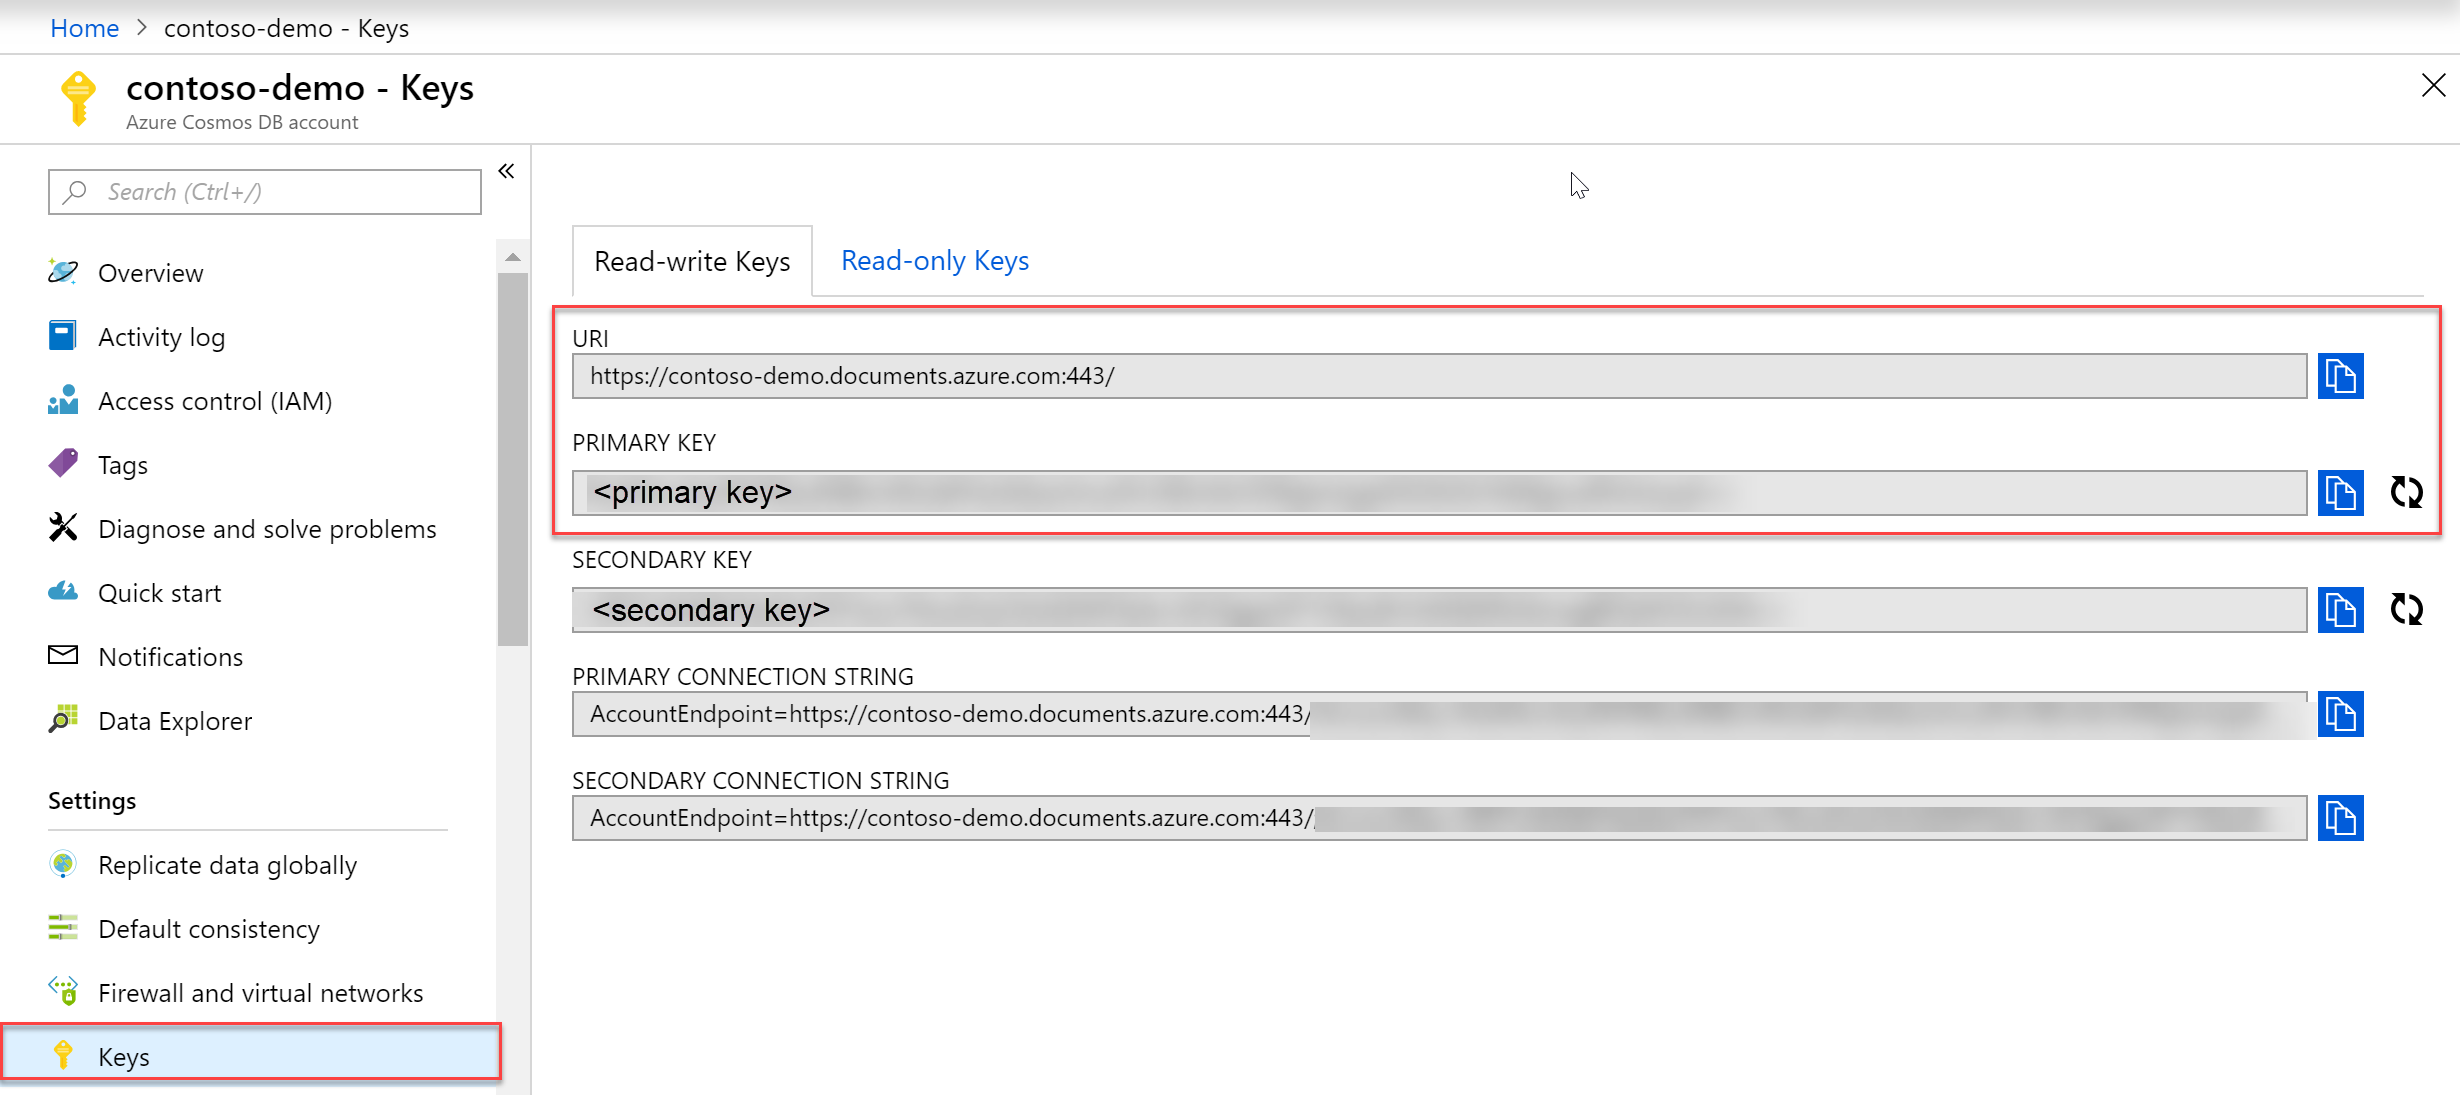 Home > contoso-demo - Keys
contoso-demo - Keys
Azure Cosmos DB account
Search (Ctrl+/)
«
Overview
Activity log
Access control (IAM)
Tags
Diagnose and solve problems
Quick start
Notifications
Data Explorer
Settings
Replicate data globally
Default consistency
Firewall and virtual networks
Keys
Read-write Keys
Read-only Keys
URI
https://contoso-demo.documents.azure.com:443/
PRIMARY KEY
<primary key>
SECONDARY KEY
<secondary key>
PRIMARY CONNECTION STRING
AccountEndpoint=https://contoso-demo.documents.azure.com:443/
SECONDARY CONNECTION STRING
AccountEndpoint=https://contoso-demo.documents.azure.com:443/